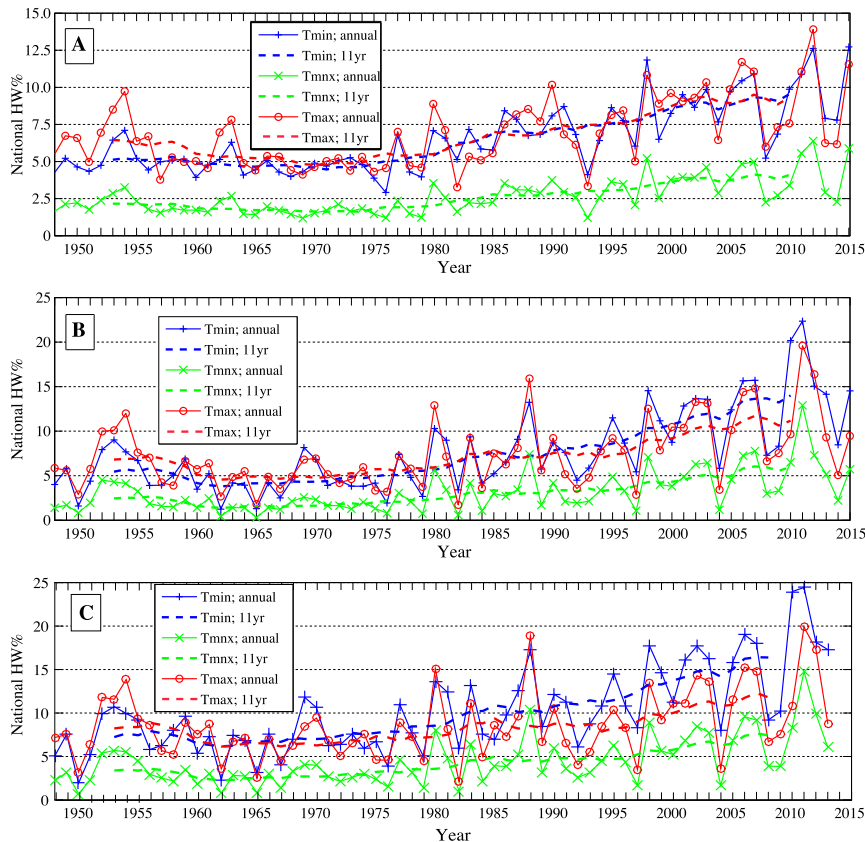 15.0
12.5
10.0
7.5
5.0
2.5
0
National HW%
A
Tmin; annual
Tmin; 11yr
Tmnx; annual
Tmnx; 11yr
Tmax; annual
Tmax; 11yr
1950 1955 1960 1965 1970 1975 1980 1985 1990 1995 2000 2005 2010 2015
Year
25
20
15
10
5
0
National HW%
B
Tmin; annual
Tmin; 11yr
Tmnx; annual
Tmnx; 11yr
Tmax; annual
Tmax; 11yr
1950 1955 1960 1965 1970 1975 1980 1985 1990 1995 2000 2005 2010 2015
Year
25
20
15
10
5
0
National HW%
C
Tmin; annual
Tmin; 11yr
Tmnx; annual
Tmnx; 11yr
Tmax; annual
Tmax; 11yr
1950 1955 1960 1965 1970 1975 1980 1985 1990 1995 2000 2005 2010 2015
Year